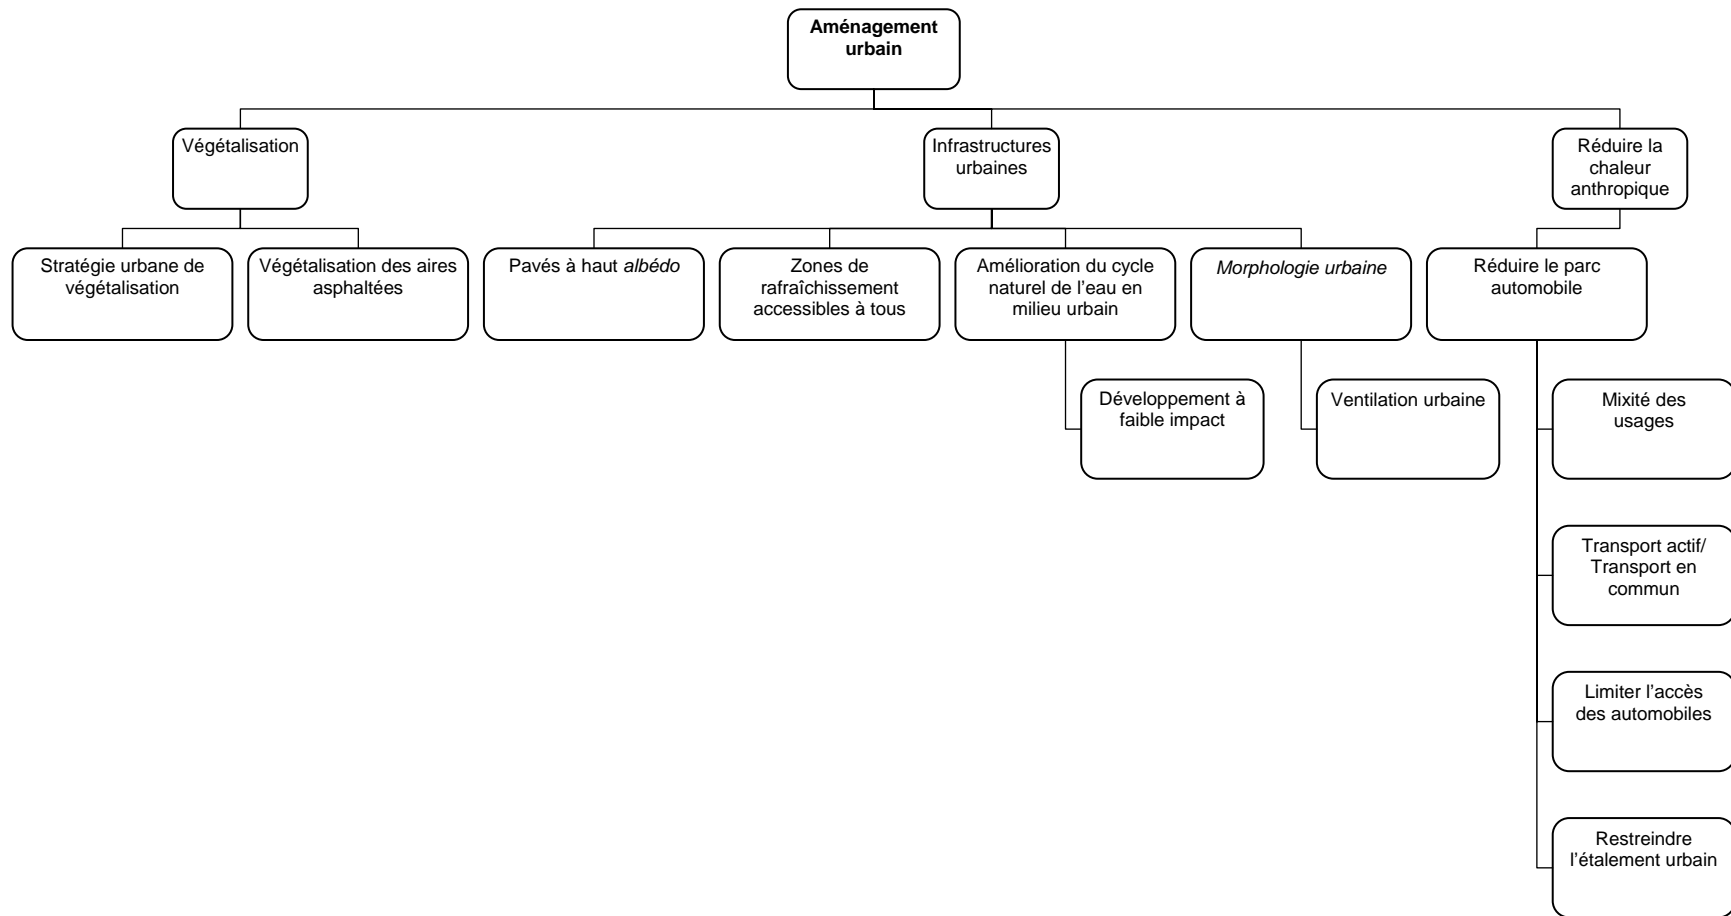 Aménagement
urbain
Végétalisation
Infrastructures
urbaines
Réduire la
chaleur
anthropique
Stratégie urbane de
végétalisation
Végétalisation des aires
asphaltées
Pavés à haut albédo
Zones de
rafraîchissement
accessibles à tous
Amélioration du cycle
naturel de l’eau en
milieu urbain
Morphologie urbaine
Réduire le parc
automobile
Développement à
faible impact
Ventilation urbaine
Mixité des
usages
Transport actif/
Transport en
commun
Limiter l’accès
des automobiles
Restreindre
l’étalement urbain